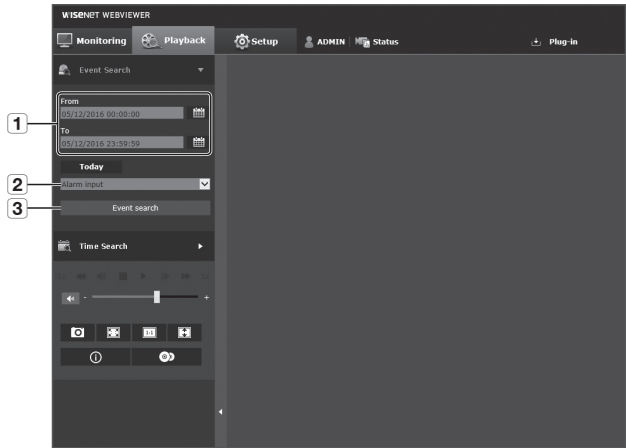 WISENET WEBVIEWER
Monitoring Playback Setup ADMIN Status Plug-in
Event Search
From
05/12/2016 00:00:00
1
To
05/12/2016 23:59:59
Today
2 Alarm input
3 Event search
Time Search
- +
1:1